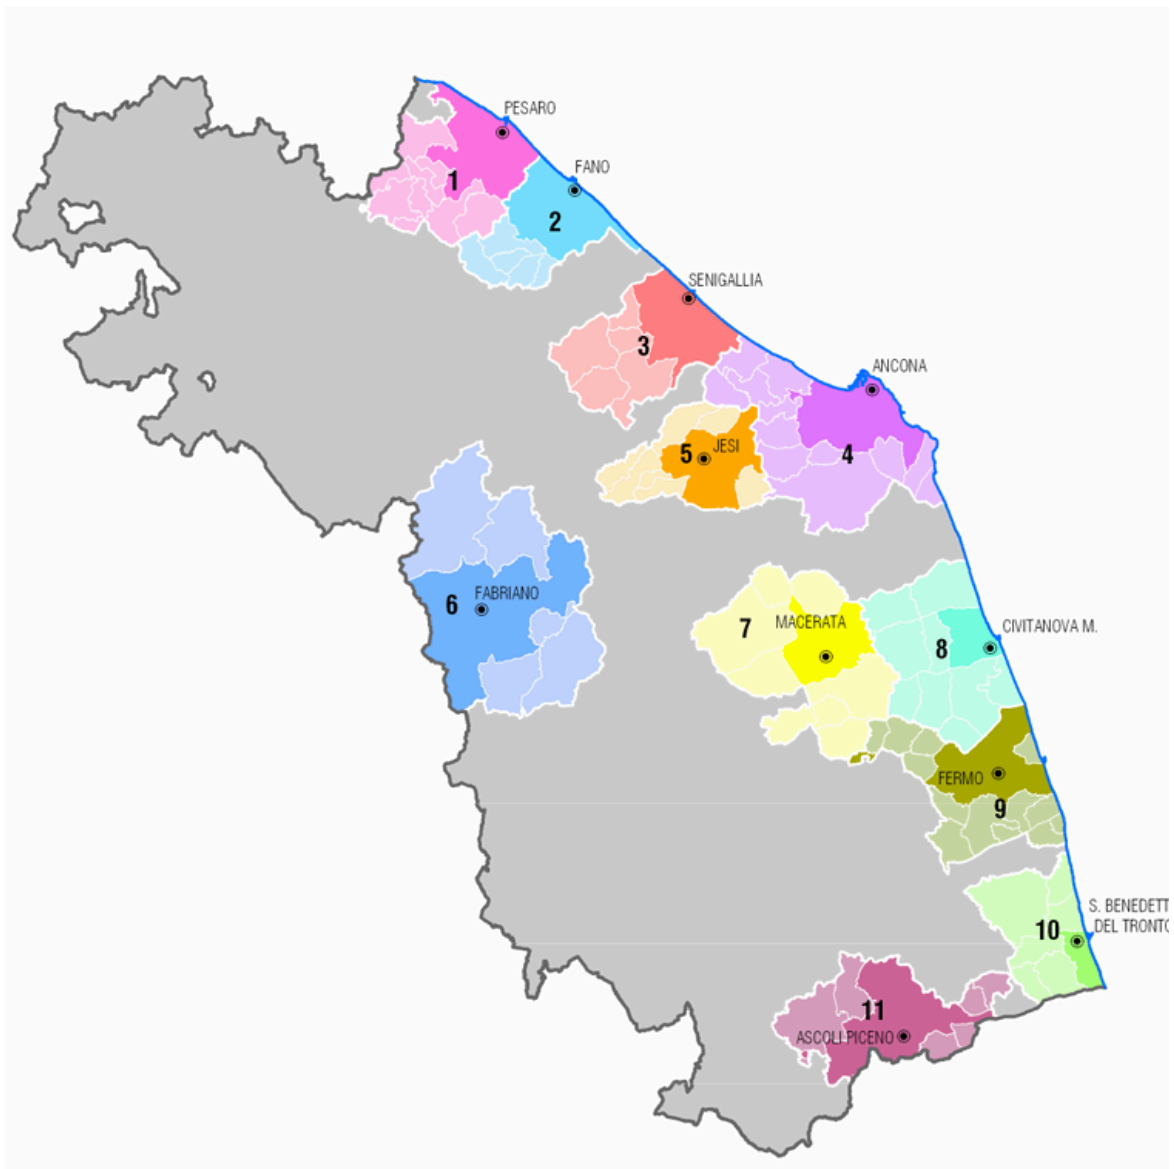 PESARO
FANO
1
2
SENIGALLIA
3
ANCONA
5
JESI
4
6
FABRIANO
7
MACERATA
CIVITANOVA M.
8
FERMO
9
S. BENEDETT
10
DEL TRONTO
11
ASCOLI PICENO